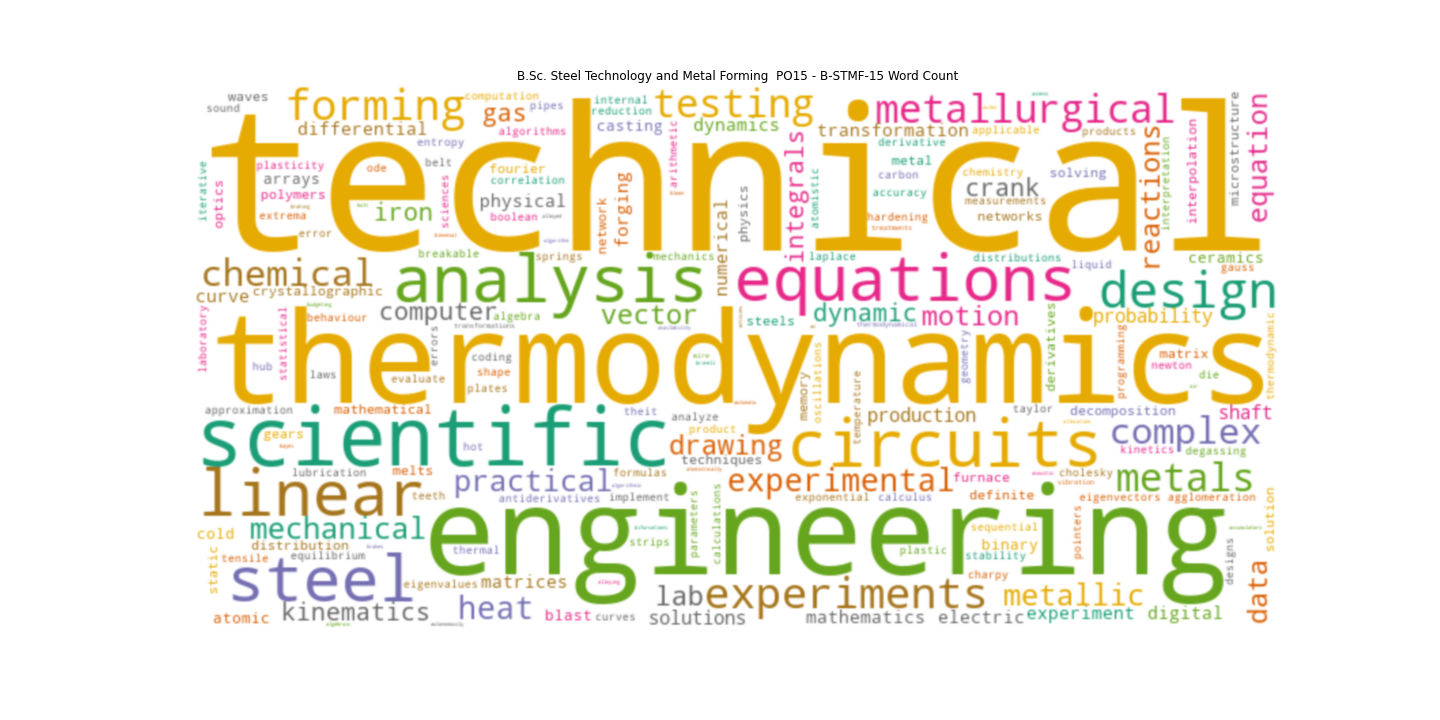 B.Sc. Steel Technology and Metal Forming  PO15 - B-STMF-15 Word Count
waves
sound
forming
computation
gas
pipes
internal
reduction
testing
metallurgical
differential
algorithms
entropy
casting
dynamics
transformation
applicable
products
derivative
technical
plasticity
arrays
polymers
extrema
error
iterative
optics
ode
belt
iron
sciences
fourier
correlation
physical
boolean
network
forging
arithmetic
numerical
physics
integrals
atomistic
metal
carbon
accuracy
hardening
treatments
chemistry
crank
measurements
networks
solving
reactions
interpretation
interpolation
microstructure
equation
breakable
springs
mechanics
laplace
distributions
liquid
ceramics
gauss
chemical
curve
crystallographic
analysis
equations
design
computer
algebra
vector
steels
dynamic
motion
probability
behaviour
transformations
thermodynamical
laboratory
statistical
hub
laws
errors
evaluate
coding
shape
plates
thermodynamics
memory
oscillations
temperature
geometry
derivatives
programming
matrix
newton
die
thermodynamic
approximation
mathematical
theit
analyze
production
taylor
decomposition
shaft
gears
hot
product
drawing
techniques
scientific
circuits
complex
kinetics
degassing
lubrication
melts
formulas
linear
practical
experimental
furnace
cholesky
vibration
metals
teeth
antiderivatives
implement
exponential
calculus
definite
eigenvectors
agglomeration
cold
mechanical
distribution
tensile
equilibrium
static
engineering
thermal
strips
parameters
calculations
plastic
sequential
binary
stability
pointers
designs
solution
steel
eigenvalues
matrices
charpy
alloying
lab
experiments
metallic
data
atomic
kinematics
heat
blast
curves
solutions
mathematics
electric
experiment
digital